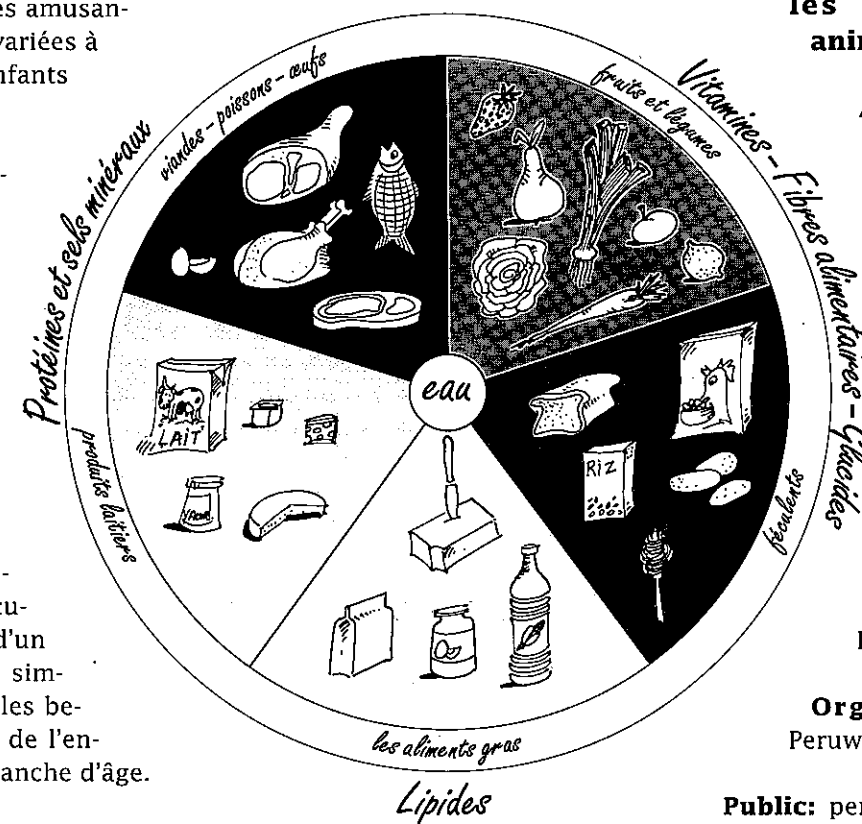 es amusan-
variées à
nfants
les
anin
viandes - poissons - œufs
fruits et légumes
Protéines et sels minéraux
Vitamines - Fibres alimentaires - Glucides
eau
LAIT
RIZ
produits laitiers
féculents
les aliments gras
Lipides
-
-
cu-
d'un
sim-
les be-
de l'en-
anche d'âge.
Org
Peruw
Public: per